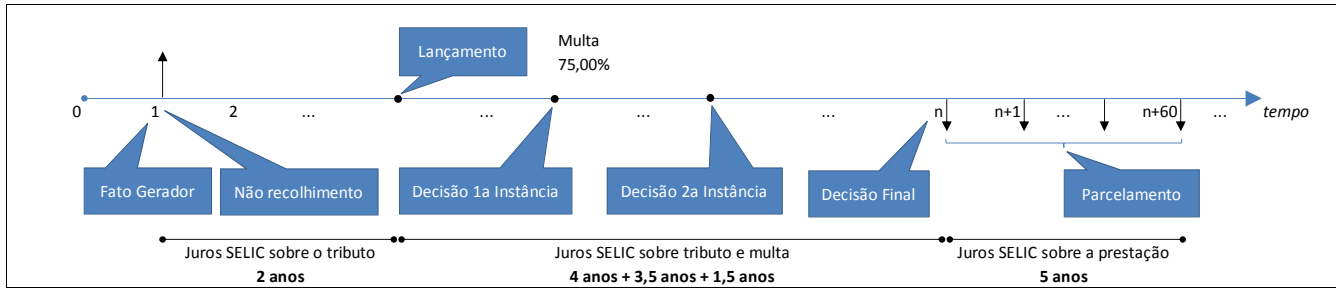 Lançamento
Multa
75,00%
0
1
2
...
...
...
...
n
n+1
...
n+60
...
tempo
Fato Gerador
Não recolhimento
Decisão 1a Instância
Decisão 2a Instância
Decisão Final
Parcelamento
Juros SELIC sobre o tributo
2 anos
Juros SELIC sobre tributo e multa
4 anos + 3,5 anos + 1,5 anos
Juros SELIC sobre a prestação
5 anos